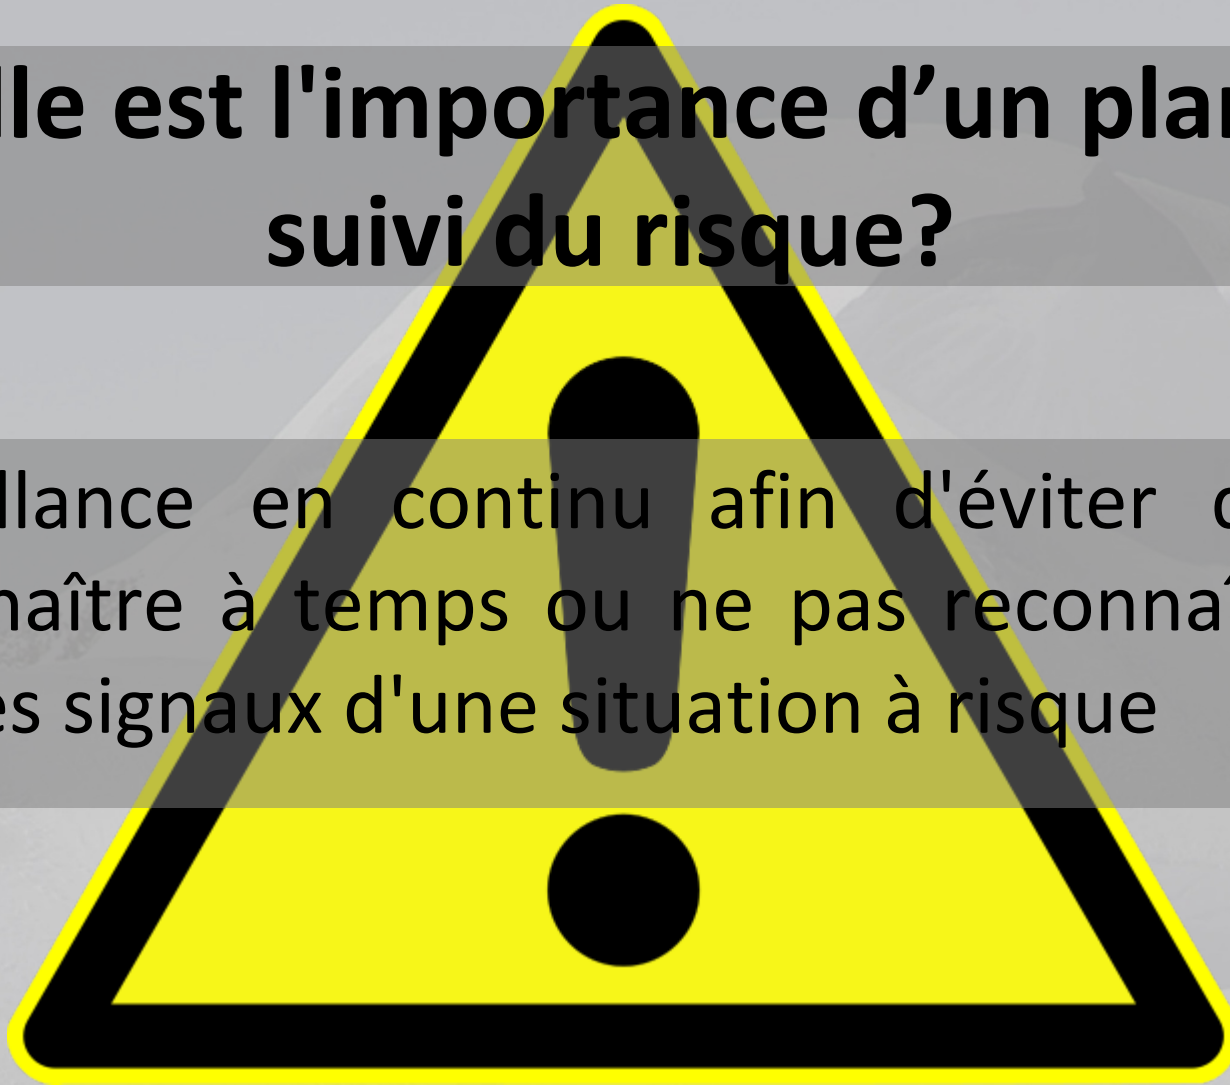 lle est l'importance d’un plan
suivi du risque?
llance en continu afin d'éviter
naître à temps ou ne pas reconnaî
es signaux d'une situation à risque